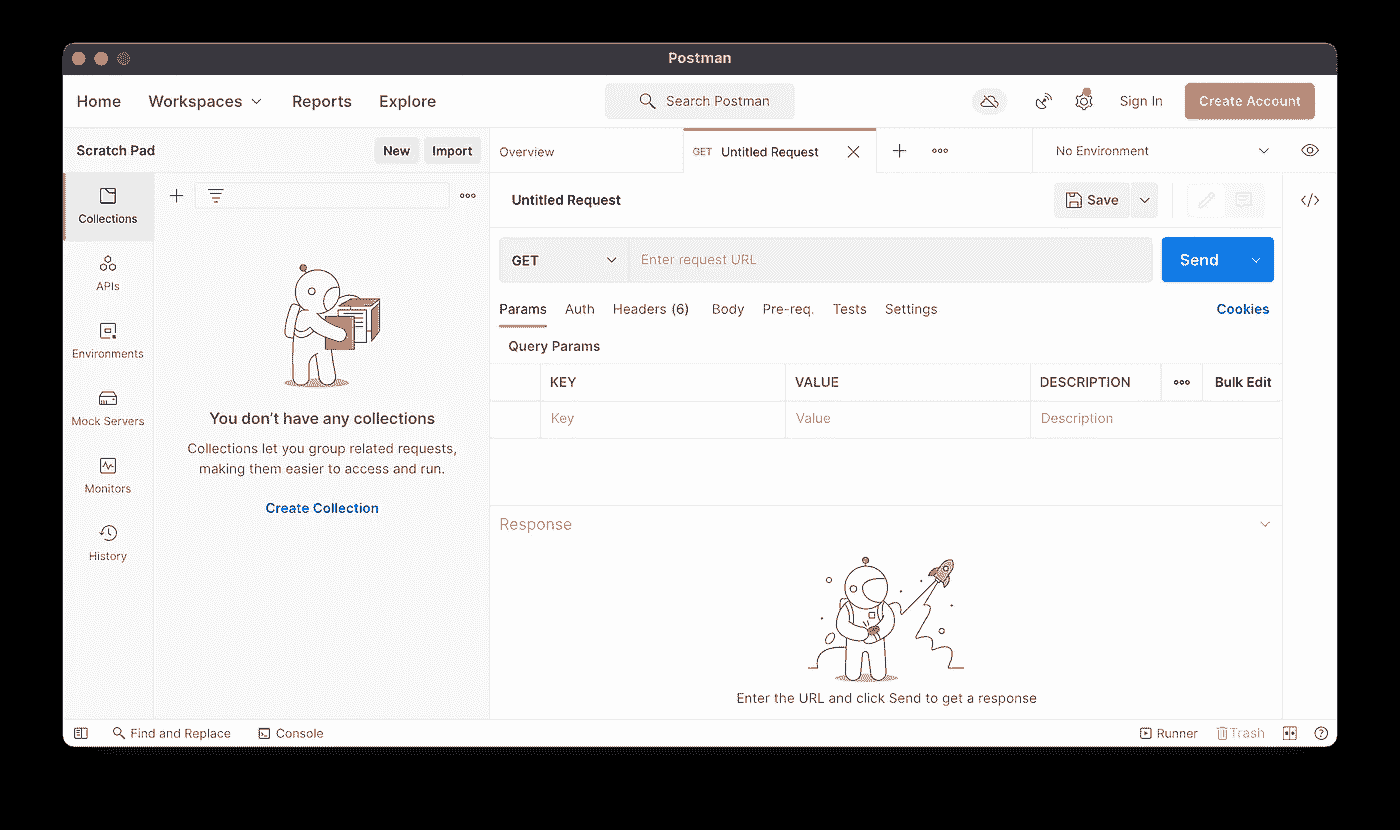 Postman
Home Workspaces Reports Explore Search Postman Sign In Create Account
Scratch Pad New Import Overview GET Untitled Request No Environment
Collections
APIs
Environments
Mock Servers
Monitors
History
You don't have any collections
Collections let you group related requests,
making them easier to access and run.
Create Collection
Untitled Request Save
GET Enter request URL Send
Params Auth Headers (6) Body Pre-req. Tests Settings Cookies
Query Params
KEY VALUE DESCRIPTION Bulk Edit
Key Value Description
Response
Enter the URL and click Send to get a response
Find and Replace Console Runner Trash